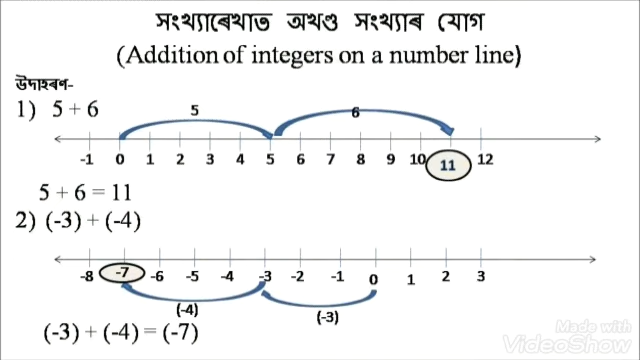 সংখ্যাৰেখাত অখণ্ড সংখ্যাৰ যোগ
(Addition of integers on a number line)
উদাহৰণ-
1) 5 + 6
5 6
-1 0 1 2 3 4 5 6 7 8 9 10 11 12
5 + 6 = 11
2) (-3) + (-4)
-8 -7 -6 -5 -4 -3 -2 -1 0 1 2 3
(-4) (-3)
(-3) + (-4) = (-7)
Made with
VideoShow